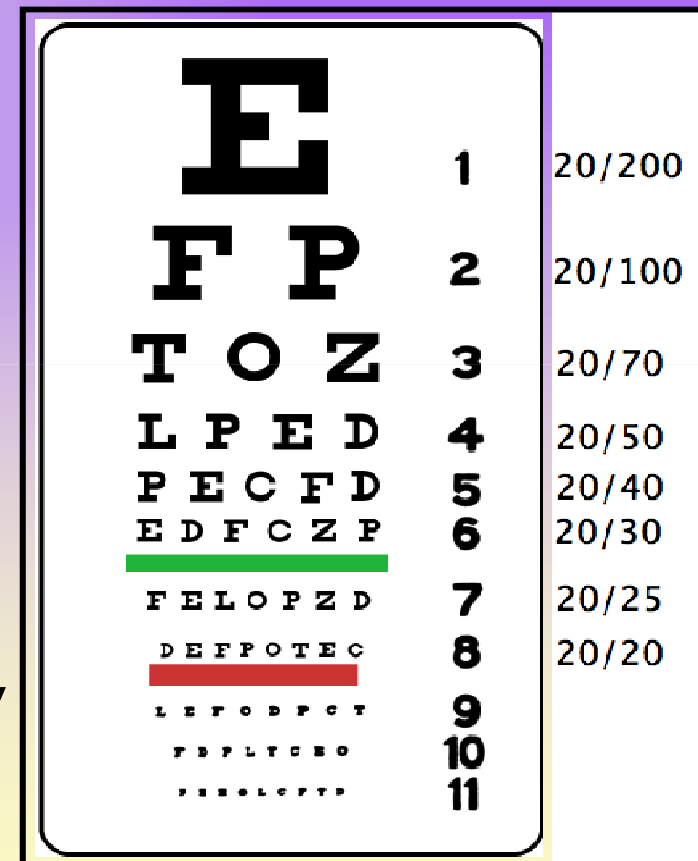 E 1 20/200
F P 2 20/100
T O Z 3 20/70
L P E D 4 20/50
P E C F D 5 20/40
E D F C Z P 6 20/30
F E L O P Z D 7 20/25
D E F P O T E C 8 20/20
L E F O D P C T 9
F D P L T C E O 10
11